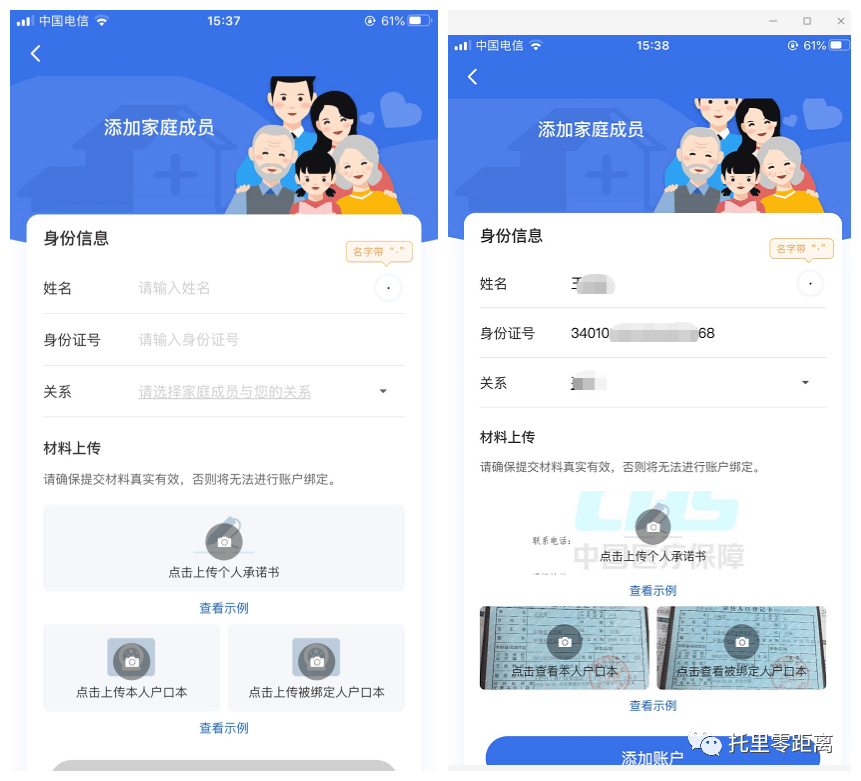 中国电信
15:37
61%
添加家庭成员
身份信息
名字带 “·”
姓名
请输入姓名
·
身份证号
请输入身份证号
关系
请选择家庭成员与您的关系
材料上传
请确保提交材料真实有效，否则将无法进行账户绑定。
点击上传个人承诺书
查看示例
点击上传本人户口本
点击上传被绑定人户口本
查看示例
中国电信
15:38
61%
添加家庭成员
身份信息
名字带 “·”
姓名
王
·
身份证号
34010
68
关系
材料上传
请确保提交材料真实有效，否则将无法进行账户绑定。
CHS
联系电话：
中国医疗保障
点击上传个人承诺书
查看示例
点击查看本人户口本
点击查看被绑定人户口本
查看示例
添加账户
托里零距离